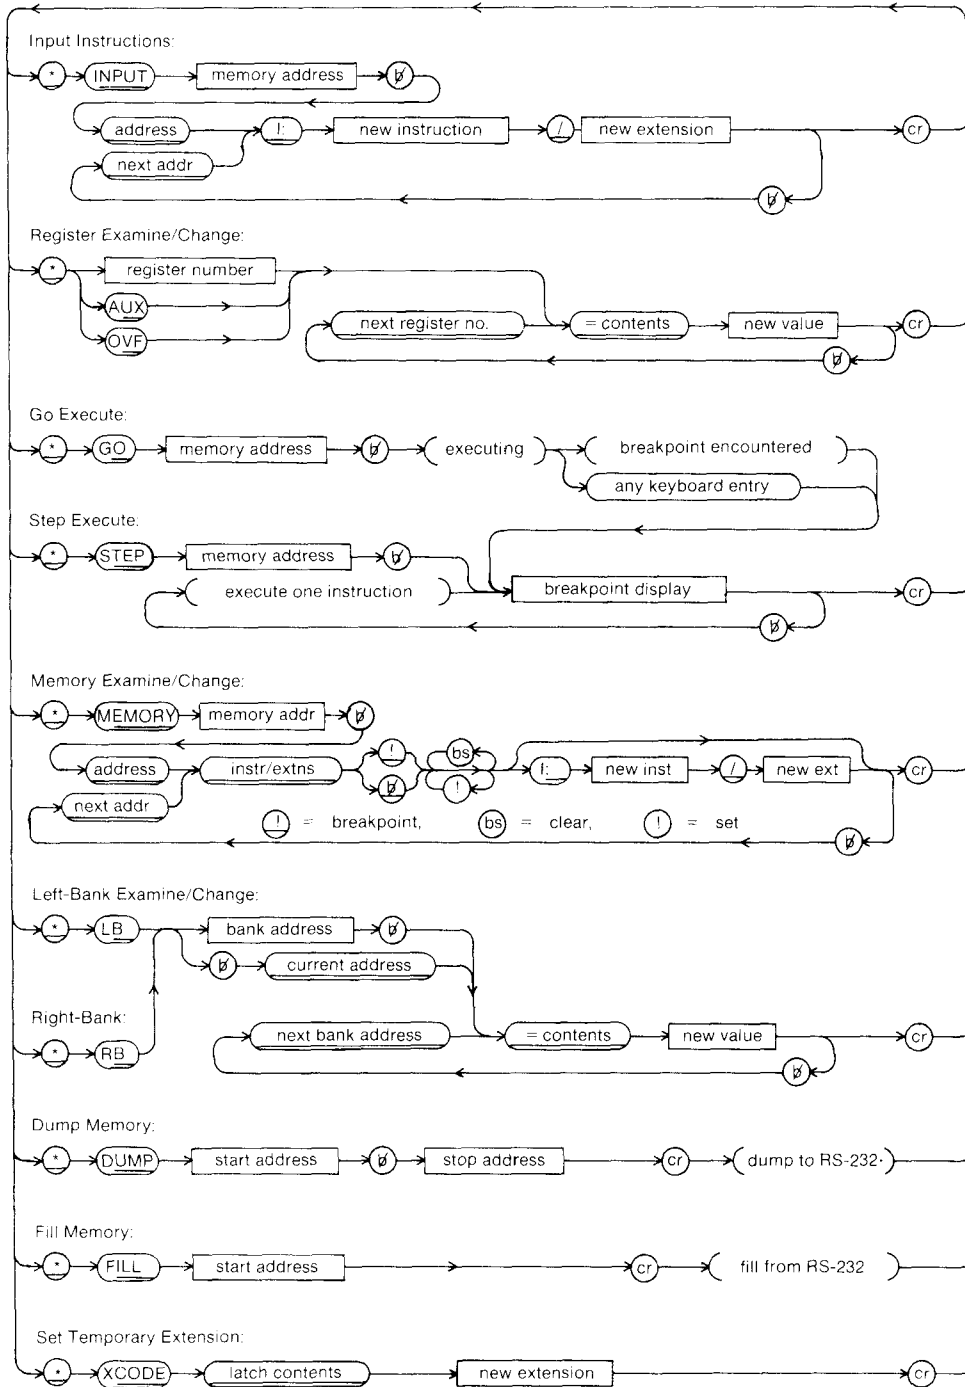 Input Instructions:
* INPUT memory address b̸
address !: new instruction / new extension cr
next addr
b̸
Register Examine/Change:
* register number
AUX
OVF
next register no. = contents new value cr
b̸
Go Execute:
* GO memory address b̸ ( executing ) ( breakpoint encountered )
any keyboard entry
Step Execute:
* STEP memory address b̸
( execute one instruction ) breakpoint display cr
b̸
Memory Examine/Change:
* MEMORY memory addr b̸
address instr/extns ! bs !: new inst / new ext cr
b̸ !
next addr
! = breakpoint, bs = clear, ! = set
b̸
Left-Bank Examine/Change:
* LB bank address b̸
b̸ current address
Right-Bank:
* RB
next bank address = contents new value cr
b̸
Dump Memory:
* DUMP start address b̸ stop address cr ( dump to RS-232 )
Fill Memory:
* FILL start address cr ( fill from RS-232 )
Set Temporary Extension:
* XCODE latch contents new extension cr